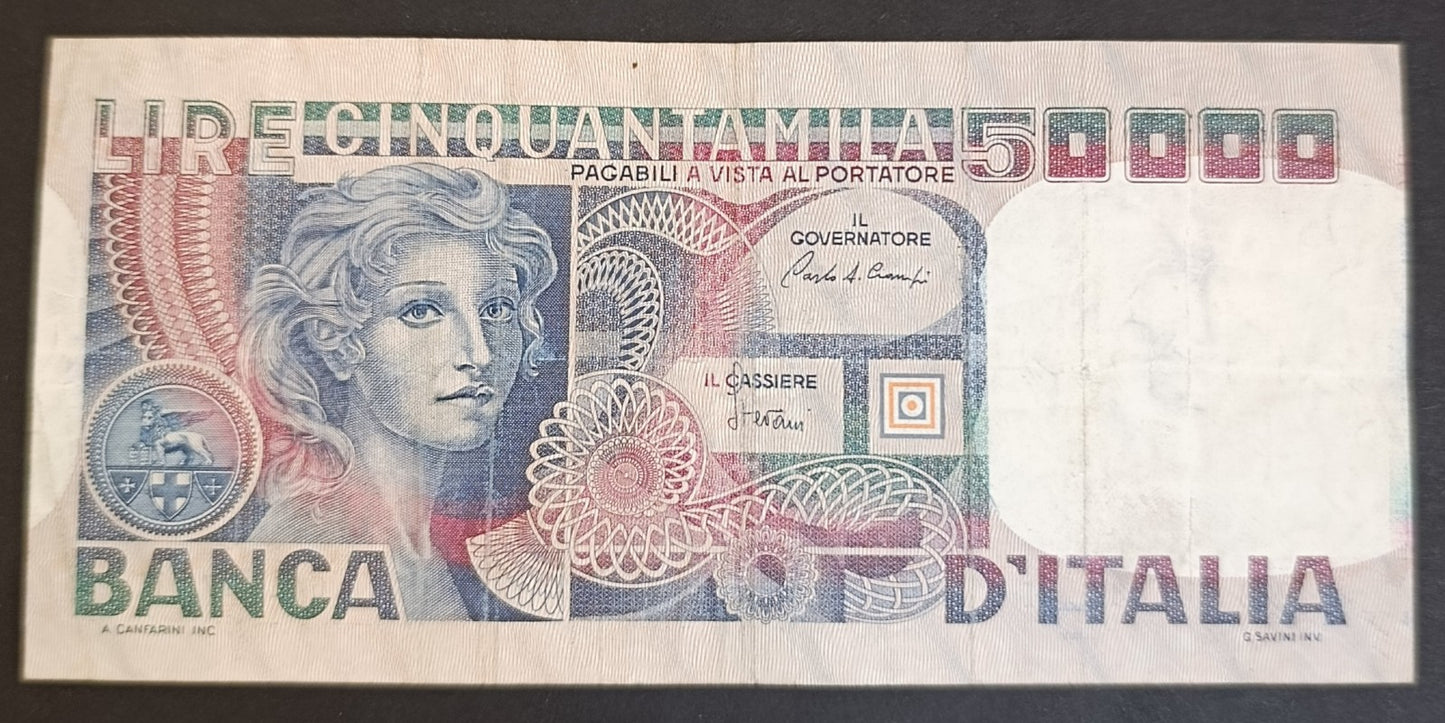 LIRE CINQUANTAMILA 50000
PAGABILI A VISTA AL PORTATORE
IL
GOVERNATORE
Carlo A. Ciampi
IL CASSIERE
Stevani
BANCA D'ITALIA
A. CANFARINI INC.
G. SAVINI INV.